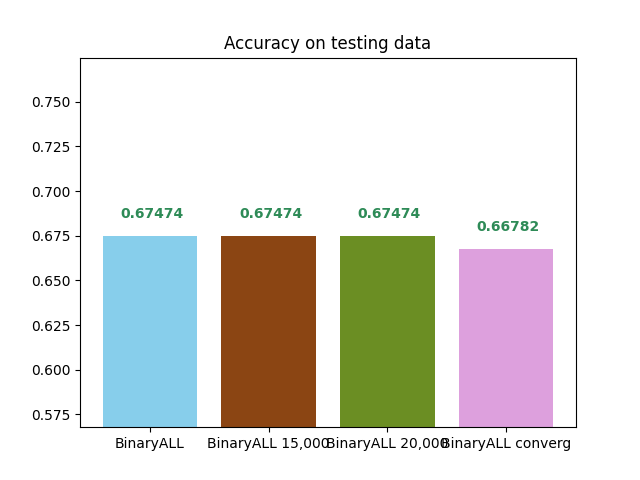 Accuracy on testing data
0.750
0.725
0.700
0.675
0.650
0.625
0.600
0.575
0.67474
0.67474
0.67474
0.66782
BinaryALL
BinaryALL 15,000
BinaryALL 20,000
BinaryALL converg